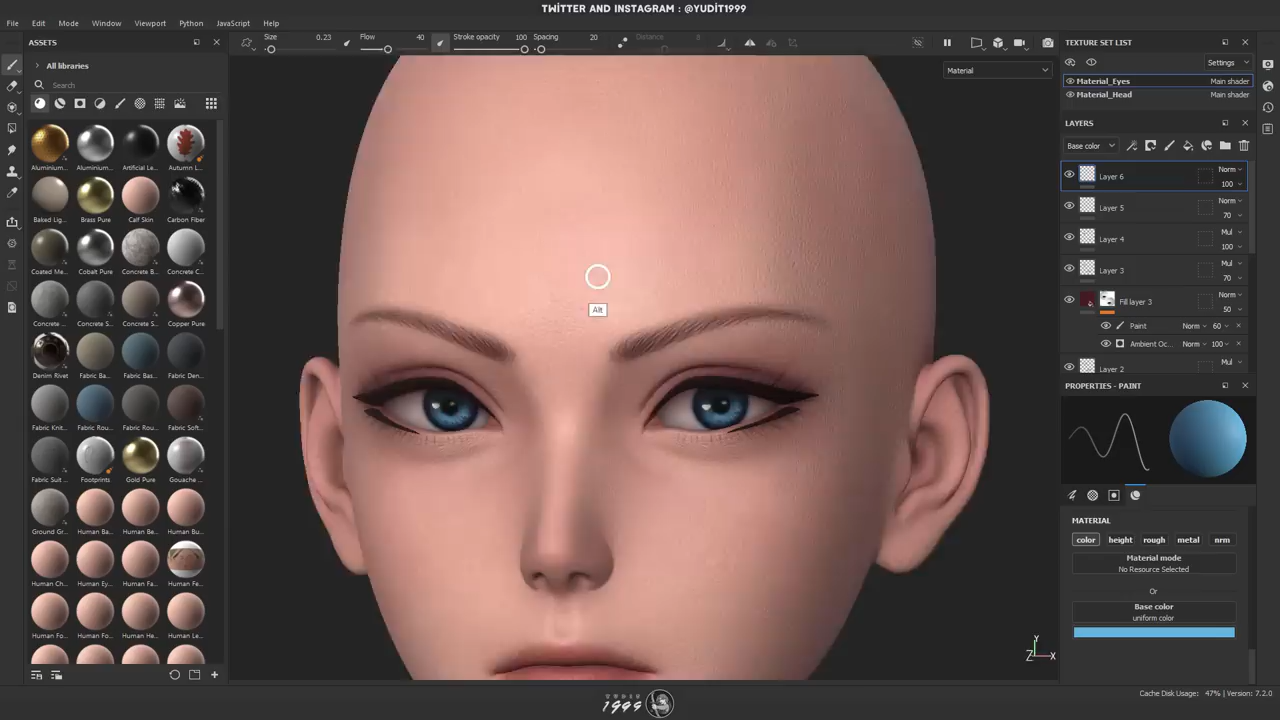 TWITTER AND INSTAGRAM : @YUDIT1999
File Edit Mode Window Viewport Python JavaScript Help
ASSETS
Size 0.23 Flow 40 Stroke opacity 100 Spacing 20 Distance 8
All libraries
Search
Material
Aluminium... Aluminium... Artificial Le... Autumn L...
Baked Lig... Brass Pure Calf Skin Carbon Fiber
Coated Me... Cobalt Pure Concrete B... Concrete C...
Concrete ... Concrete S... Concrete S... Copper Pure
Denim Rivet Fabric Bas... Fabric Bas... Fabric Den...
Fabric Knit... Fabric Rou... Fabric Rou... Fabric Soft...
Fabric Suit ... Footprints Gold Pure Gouache ...
Ground Gr... Human Ba... Human Be... Human Bu...
Human Ch... Human Ey... Human Fa... Human Fe...
Human Fo... Human Fo... Human He... Human Le...
Alt
Y
Z X
YUDIT
1999
TEXTURE SET LIST
Settings
Material_Eyes Main shader
Material_Head Main shader
LAYERS
Base color
Layer 6 Norm 100
Layer 5 Norm 70
Layer 4 Mul 100
Layer 3 Mul 70
Fill layer 3 Norm 50
Paint Norm 60
Ambient Oc... Norm 100
Layer 2 Mul
PROPERTIES - PAINT
MATERIAL
color height rough metal nrm
Material mode
No Resource Selected
Or
Base color
uniform color
Cache Disk Usage: 47% | Version: 7.2.0